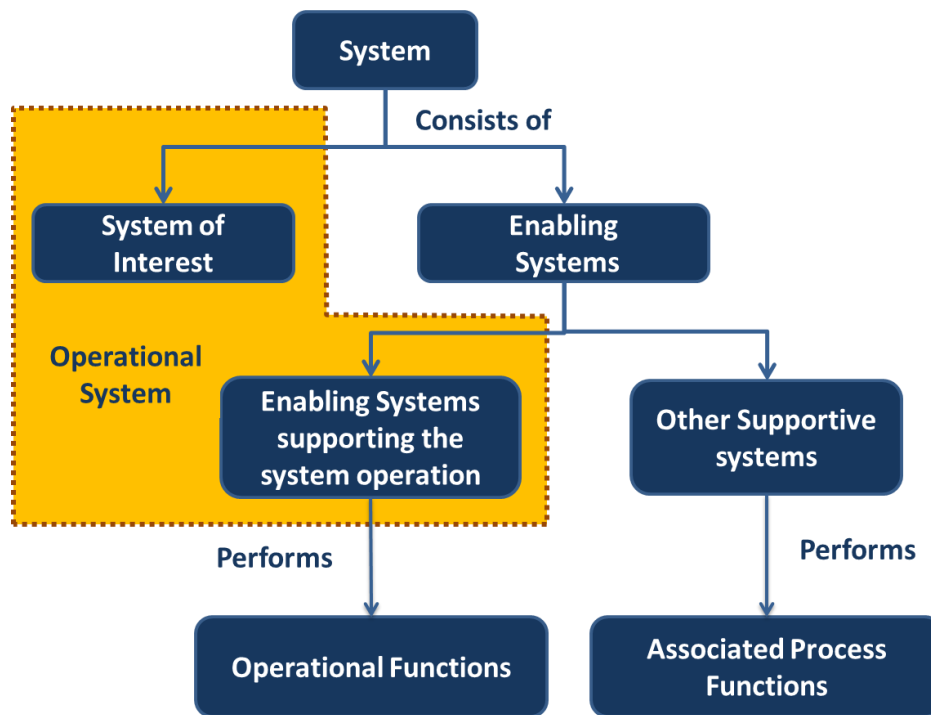 System
Consists of
System of
Interest
Enabling
Systems
Operational
System
Enabling Systems
supporting the
system operation
Other Supportive
systems
Performs
Performs
Operational Functions
Associated Process
Functions